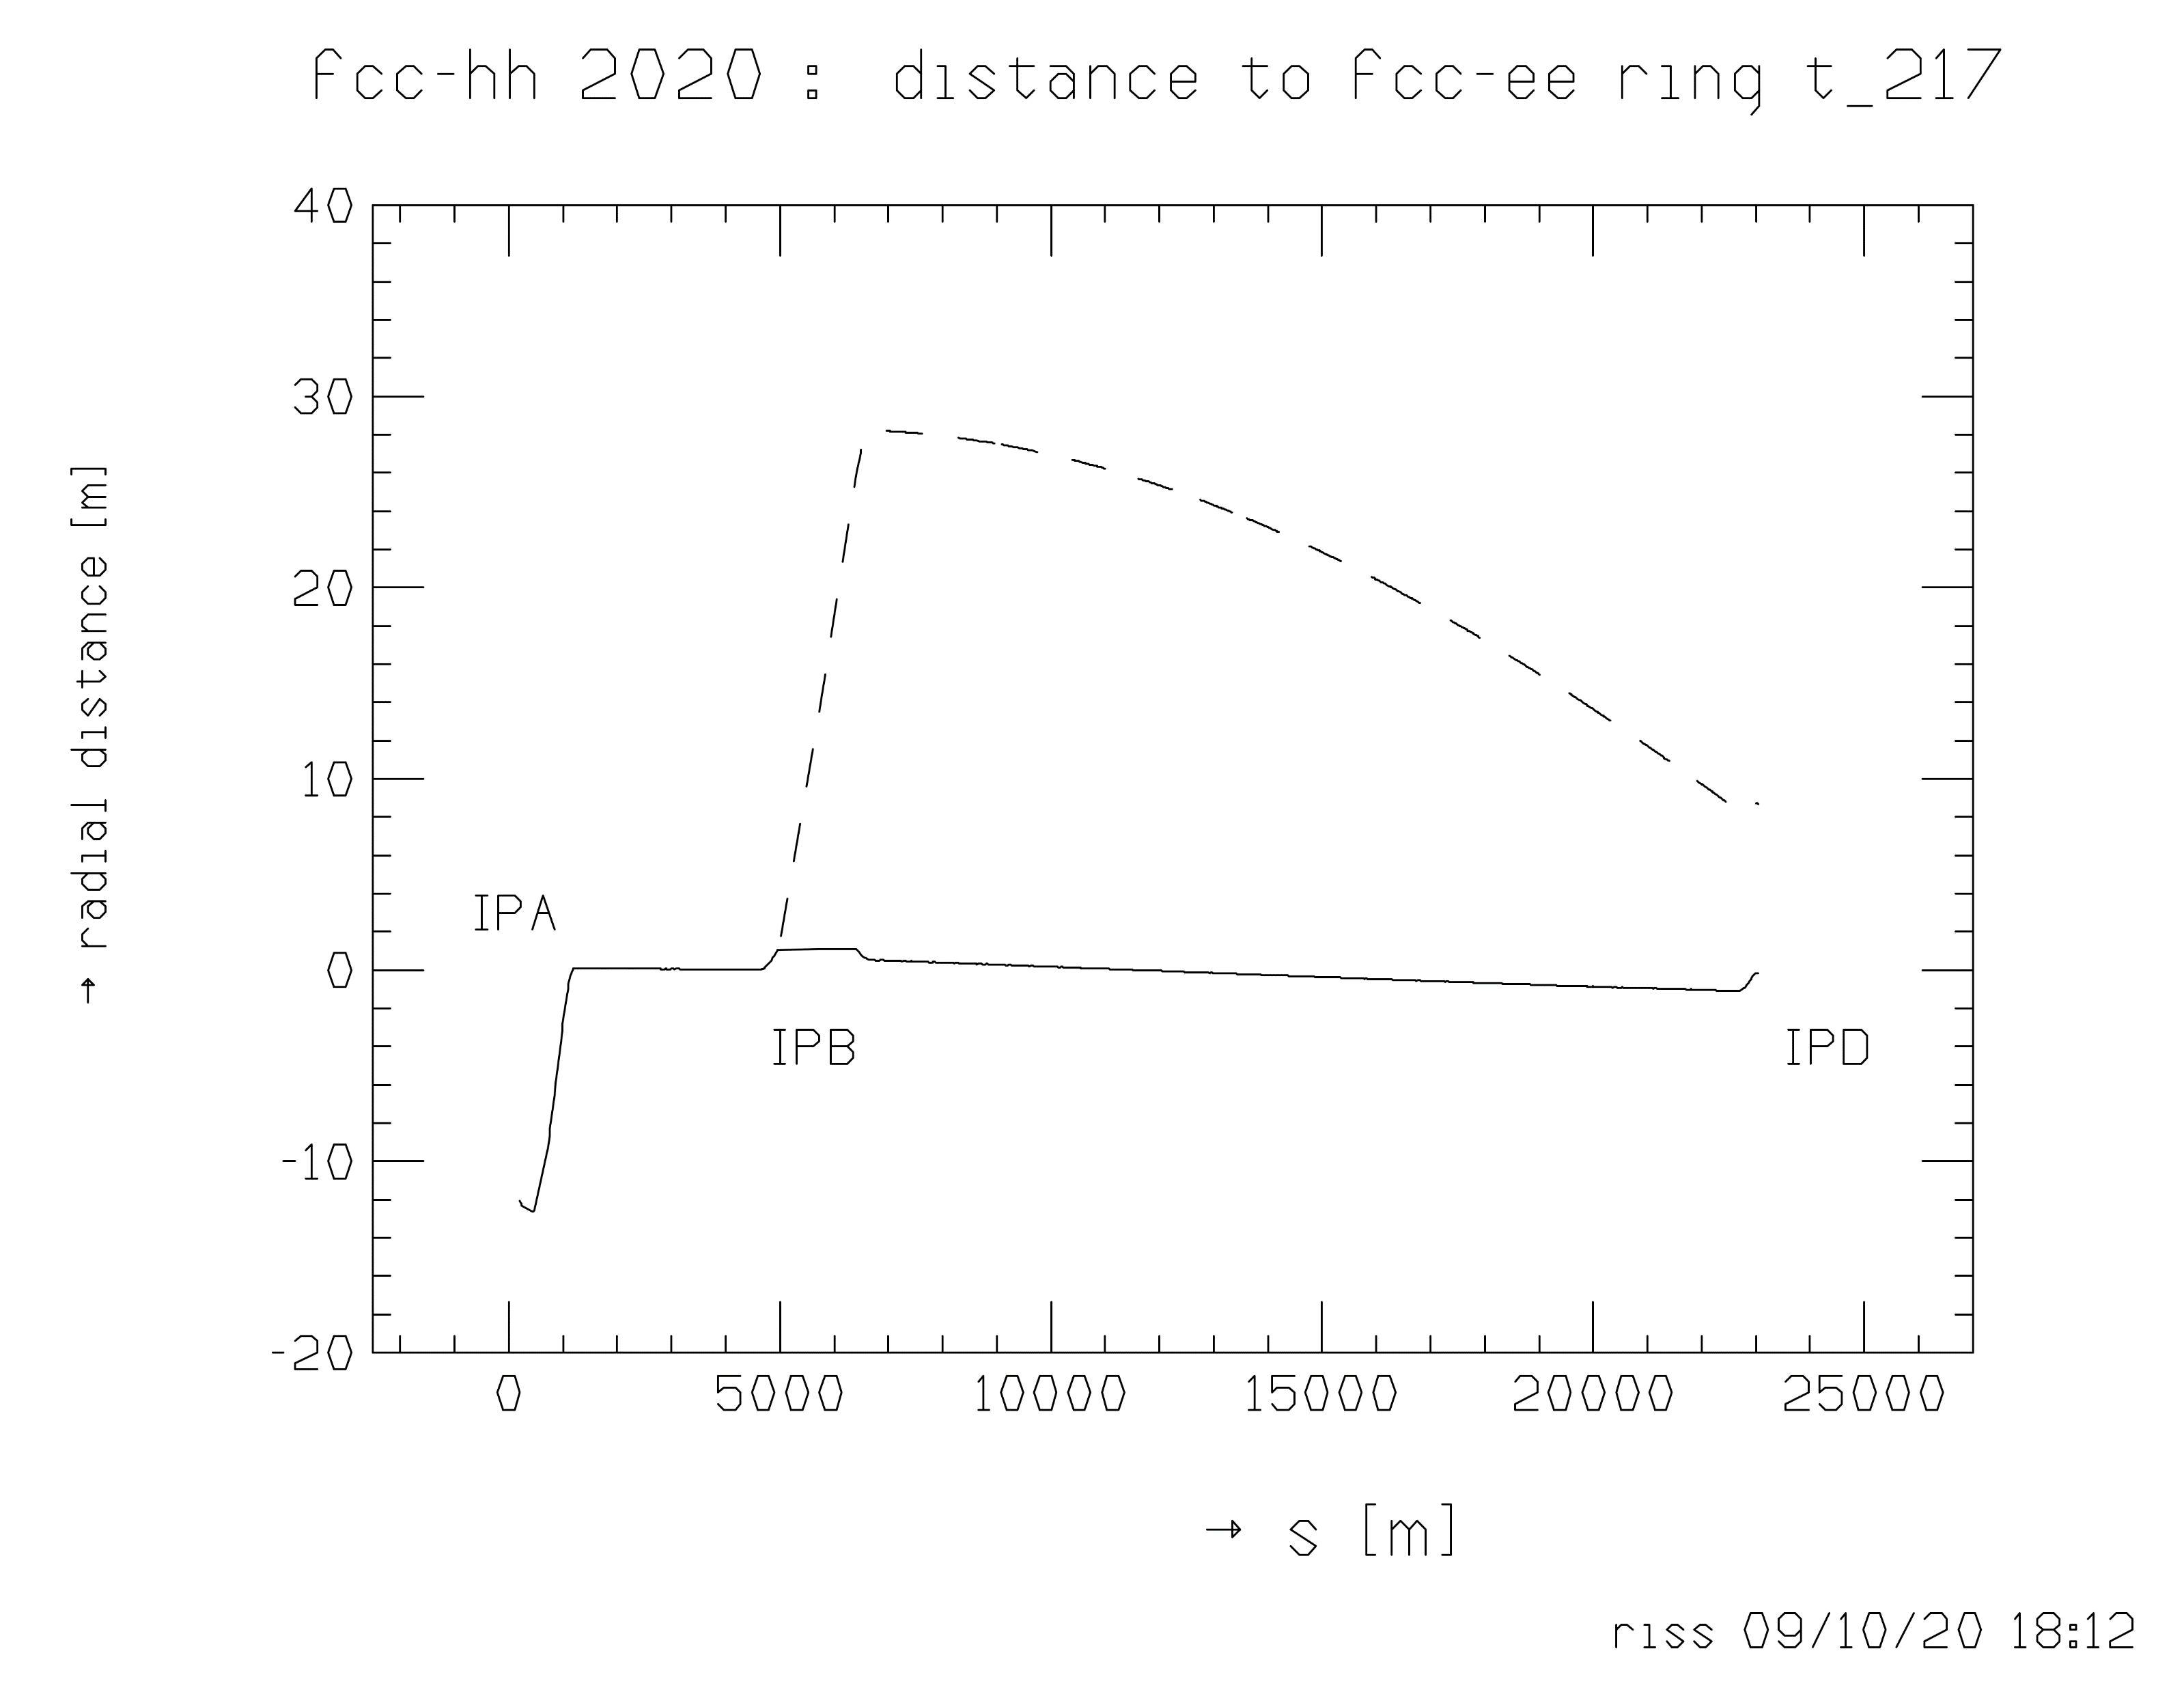 fcc-hh 2020 : distance to fcc-ee ring t_217
40
30
20
10
0
-10
-20
→ radial distance [m]
IPA
IPB
IPD
0 5000 10000 15000 20000 25000
→ s [m]
riss 09/10/20 18:12